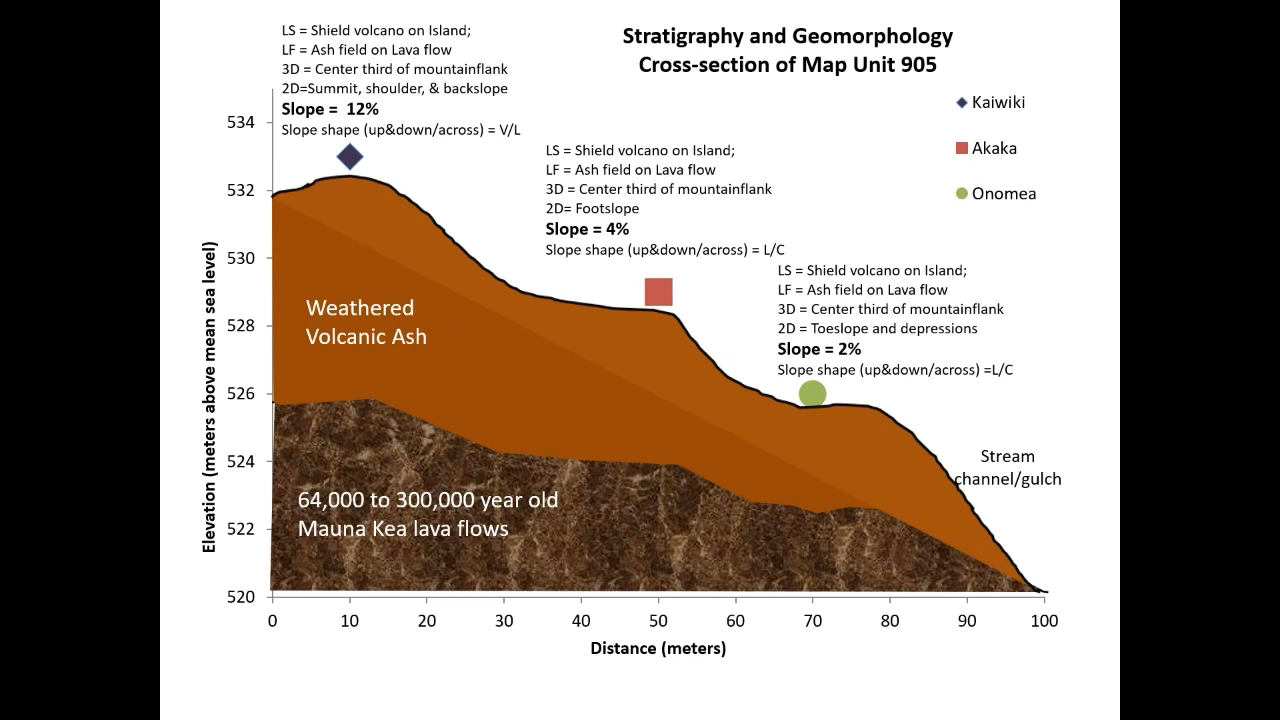 Stratigraphy and Geomorphology
Cross-section of Map Unit 905
LS = Shield volcano on Island;
LF = Ash field on Lava flow
3D = Center third of mountainflank
2D=Summit, shoulder, & backslope
Slope =  12%
Slope shape (up&down/across) = V/L
Kaiwiki
Akaka
Onomea
LS = Shield volcano on Island;
LF = Ash field on Lava flow
3D = Center third of mountainflank
2D= Footslope
Slope = 4%
Slope shape (up&down/across) = L/C
LS = Shield volcano on Island;
LF = Ash field on Lava flow
3D = Center third of mountainflank
2D = Toeslope and depressions
Slope = 2%
Slope shape (up&down/across) =L/C
Weathered
Volcanic Ash
64,000 to 300,000 year old
Mauna Kea lava flows
Stream
channel/gulch
Elevation (meters above mean sea level)
534
532
530
528
526
524
522
520
0 10 20 30 40 50 60 70 80 90 100
Distance (meters)